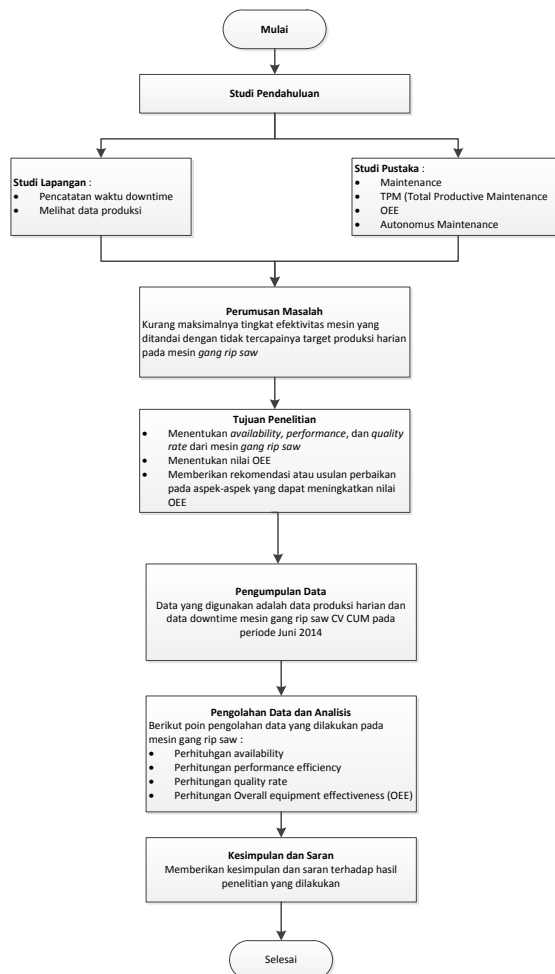 Mulai
Studi Pendahuluan
Studi Lapangan :
• Pencatatan waktu downtime
• Melihat data produksi
Studi Pustaka :
• Maintenance
• TPM (Total Productive Maintenance
• OEE
• Autonomus Maintenance
Perumusan Masalah
Kurang maksimalnya tingkat efektivitas mesin yang
ditandai dengan tidak tercapainya target produksi harian
pada mesin gang rip saw
Tujuan Penelitian
• Menentukan availability, performance, dan quality
rate dari mesin gang rip saw
• Menentukan nilai OEE
• Memberikan rekomendasi atau usulan perbaikan
pada aspek-aspek yang dapat meningkatkan nilai
OEE
Pengumpulan Data
Data yang digunakan adalah data produksi harian dan
data downtime mesin gang rip saw CV CUM pada
periode Juni 2014
Pengolahan Data dan Analisis
Berikut poin pengolahan data yang dilakukan pada
mesin gang rip saw :
• Perhituhgan availability
• Perhitungan performance efficiency
• Perhitungan quality rate
• Perhitungan Overall equipment effectiveness (OEE)
Kesimpulan dan Saran
Memberikan kesimpulan dan saran terhadap hasil
penelitian yang dilakukan
Selesai